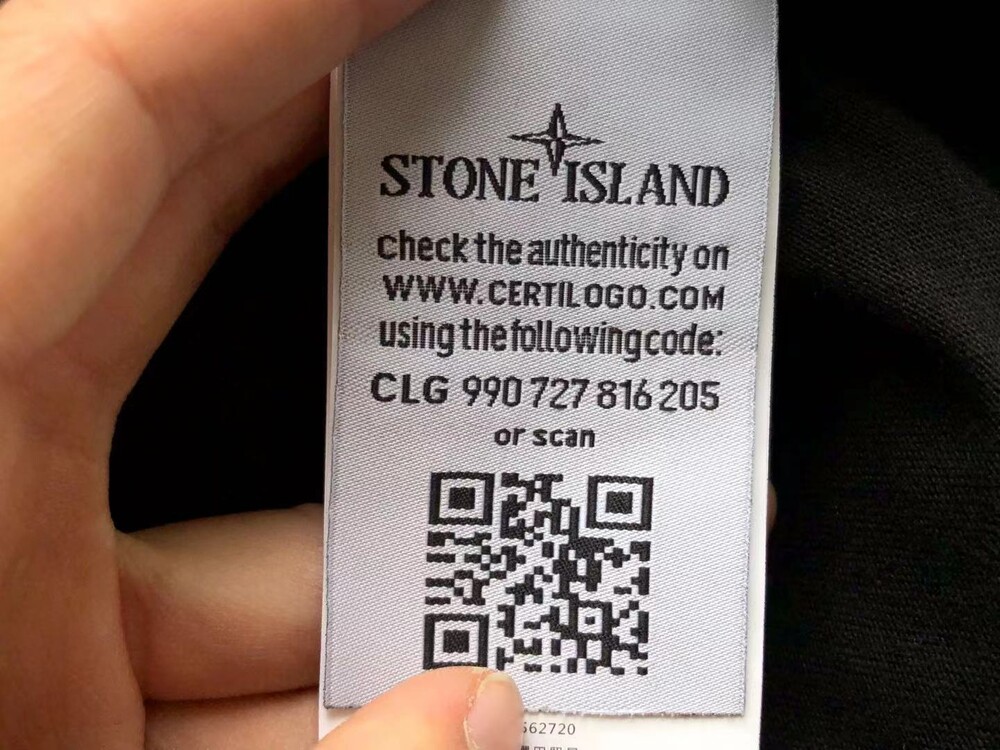 STONE ISLAND
check the authenticity on
WWW.CERTILOGO.COM
using the following code:
CLG 990 727 816 205
or scan
562720